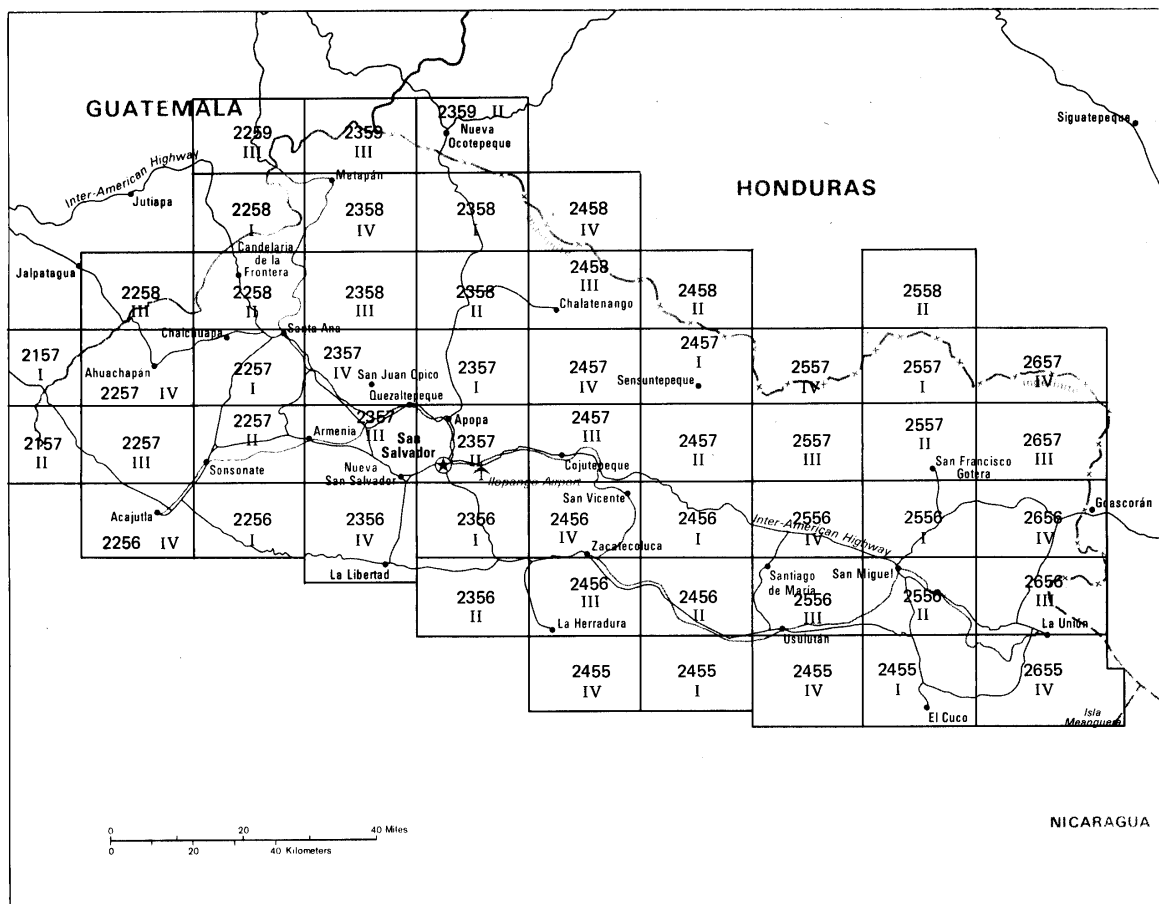 GUATEMALA
2359 II
Nueva
Ocotepeque
2259
III
2359
III
Siguatepeque
Inter-American Highway
Jutiapa
Metapán
HONDURAS
2258
I
2358
IV
2358
I
2458
IV
Candelaria
de la
Frontera
Jalpatagua
2258
III
2258
II
2358
III
2358
II
2458
III
Chalatenango
2458
II
2558
II
Chalchuapa
Santa Ana
2157
I
Ahuachapán
2257 IV
2257
I
2357
IV
San Juan Opico
Quezaltepeque
2357
I
2457
IV
2457
I
Sensuntepeque
2557
IV
2557
I
2657
IV
2157
II
2257
III
2257
II
Sonsonate
Armenia
2357
III
San
Salvador
Nueva
San Salvador
Apopa
2357
II
Ilopango Airport
2457
III
Cojutepeque
San Vicente
2457
II
2557
III
2557
II
San Francisco
Gotera
2657
III
Goascorán
Acajutla
2256 IV
2256
I
2356
IV
La Libertad
2356
I
2456
IV
Zacatecoluca
2456
I
Inter-American Highway
2556
IV
2556
I
2656
IV
2356
II
2456
III
La Herradura
2456
II
Santiago
de María
2556
III
Usulután
San Miguel
2556
II
2656
III
La Unión
2455
IV
2455
I
2455
IV
2455
I
El Cuco
2655
IV
Isla
Meanguera
NICARAGUA
0 20 40 Miles
0 20 40 Kilometers